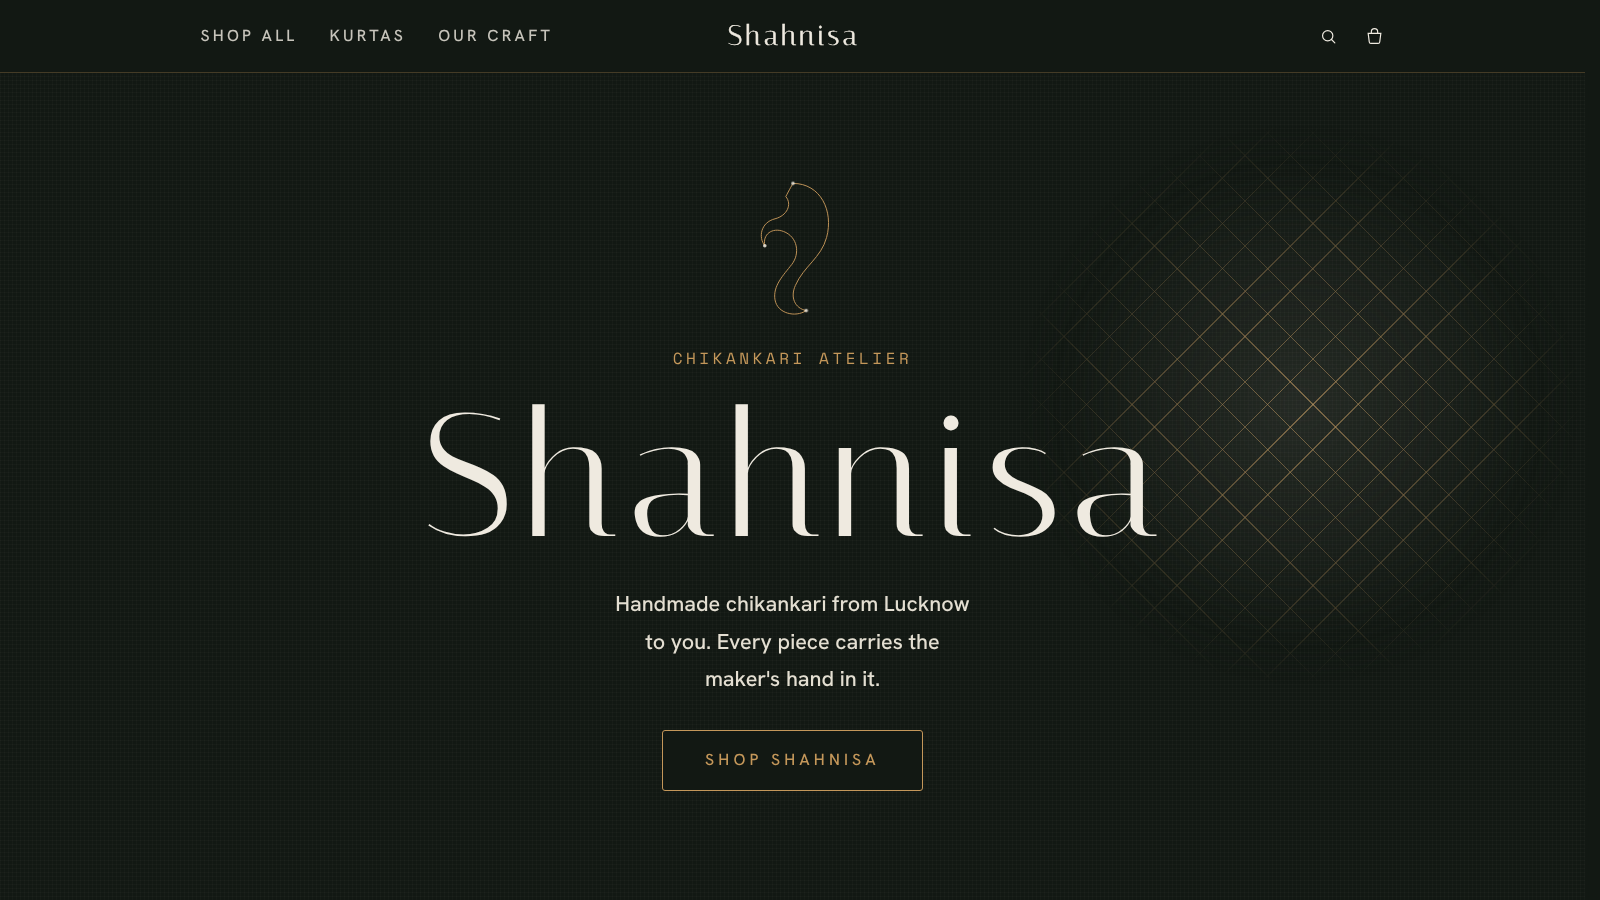 SHOP ALL KURTAS OUR CRAFT Shahnisa
CHIKANKARI ATELIER
Shahnisa
Handmade chikankari from Lucknow
to you. Every piece carries the
maker's hand in it.
SHOP SHAHNISA